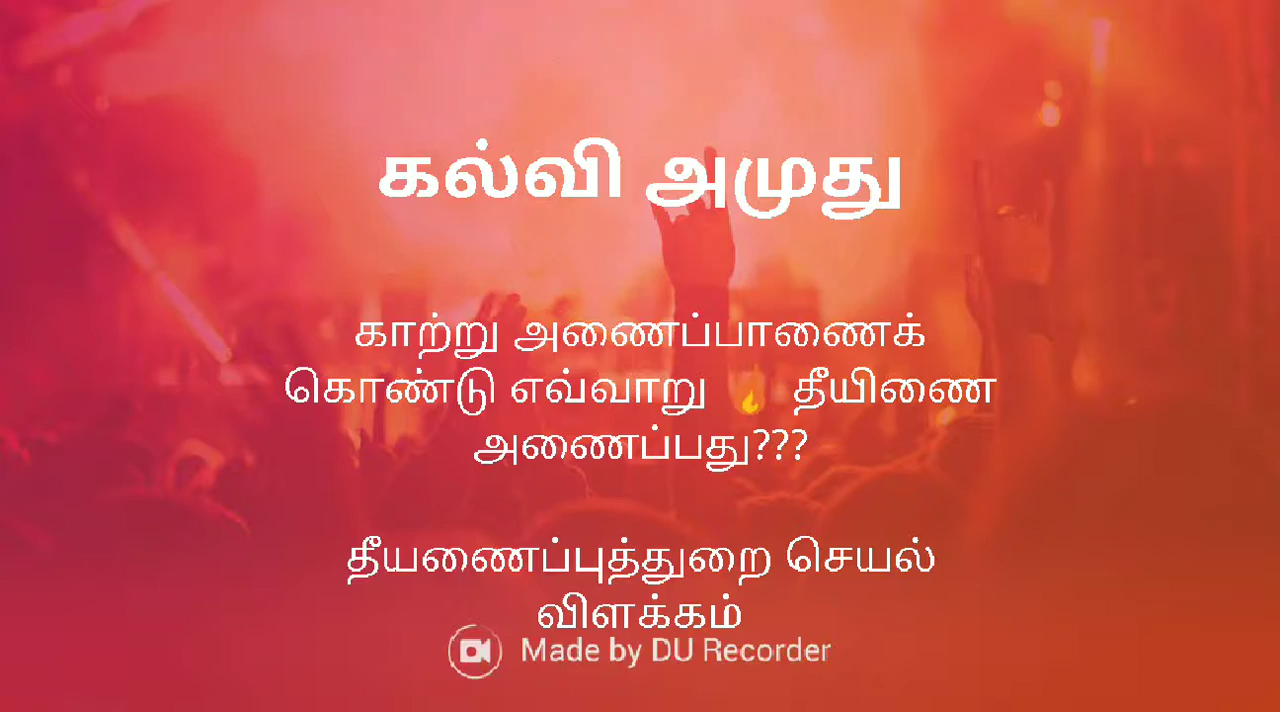 கல்வி அமுது
காற்று அணைப்பாணைக்
கொண்டு எவ்வாறு 🔥 தீயிணை
அணைப்பது???
தீயணைப்புத்துறை செயல்
விளக்கம்
Made by DU Recorder